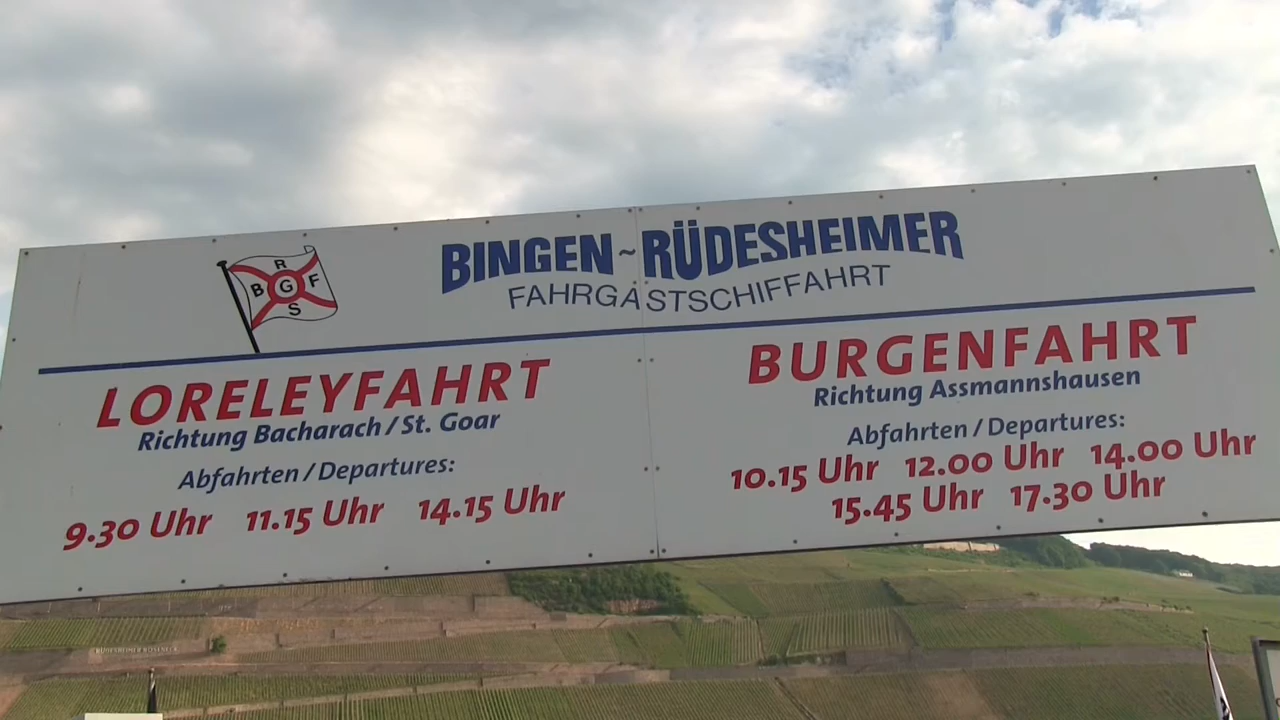 BINGEN~RÜDESHEIMER
FAHRGASTSCHIFFAHRT
R
B G F
S
LORELEYFAHRT
Richtung Bacharach / St. Goar
Abfahrten / Departures:
9.30 Uhr 11.15 Uhr 14.15 Uhr
BURGENFAHRT
Richtung Assmannshausen
Abfahrten / Departures:
10.15 Uhr 12.00 Uhr 14.00 Uhr
15.45 Uhr 17.30 Uhr